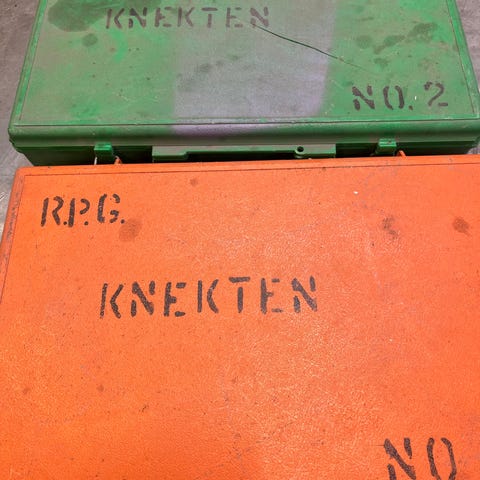 KNEKTEN
NO. 2
R.P.G.
KNEKTEN
NO